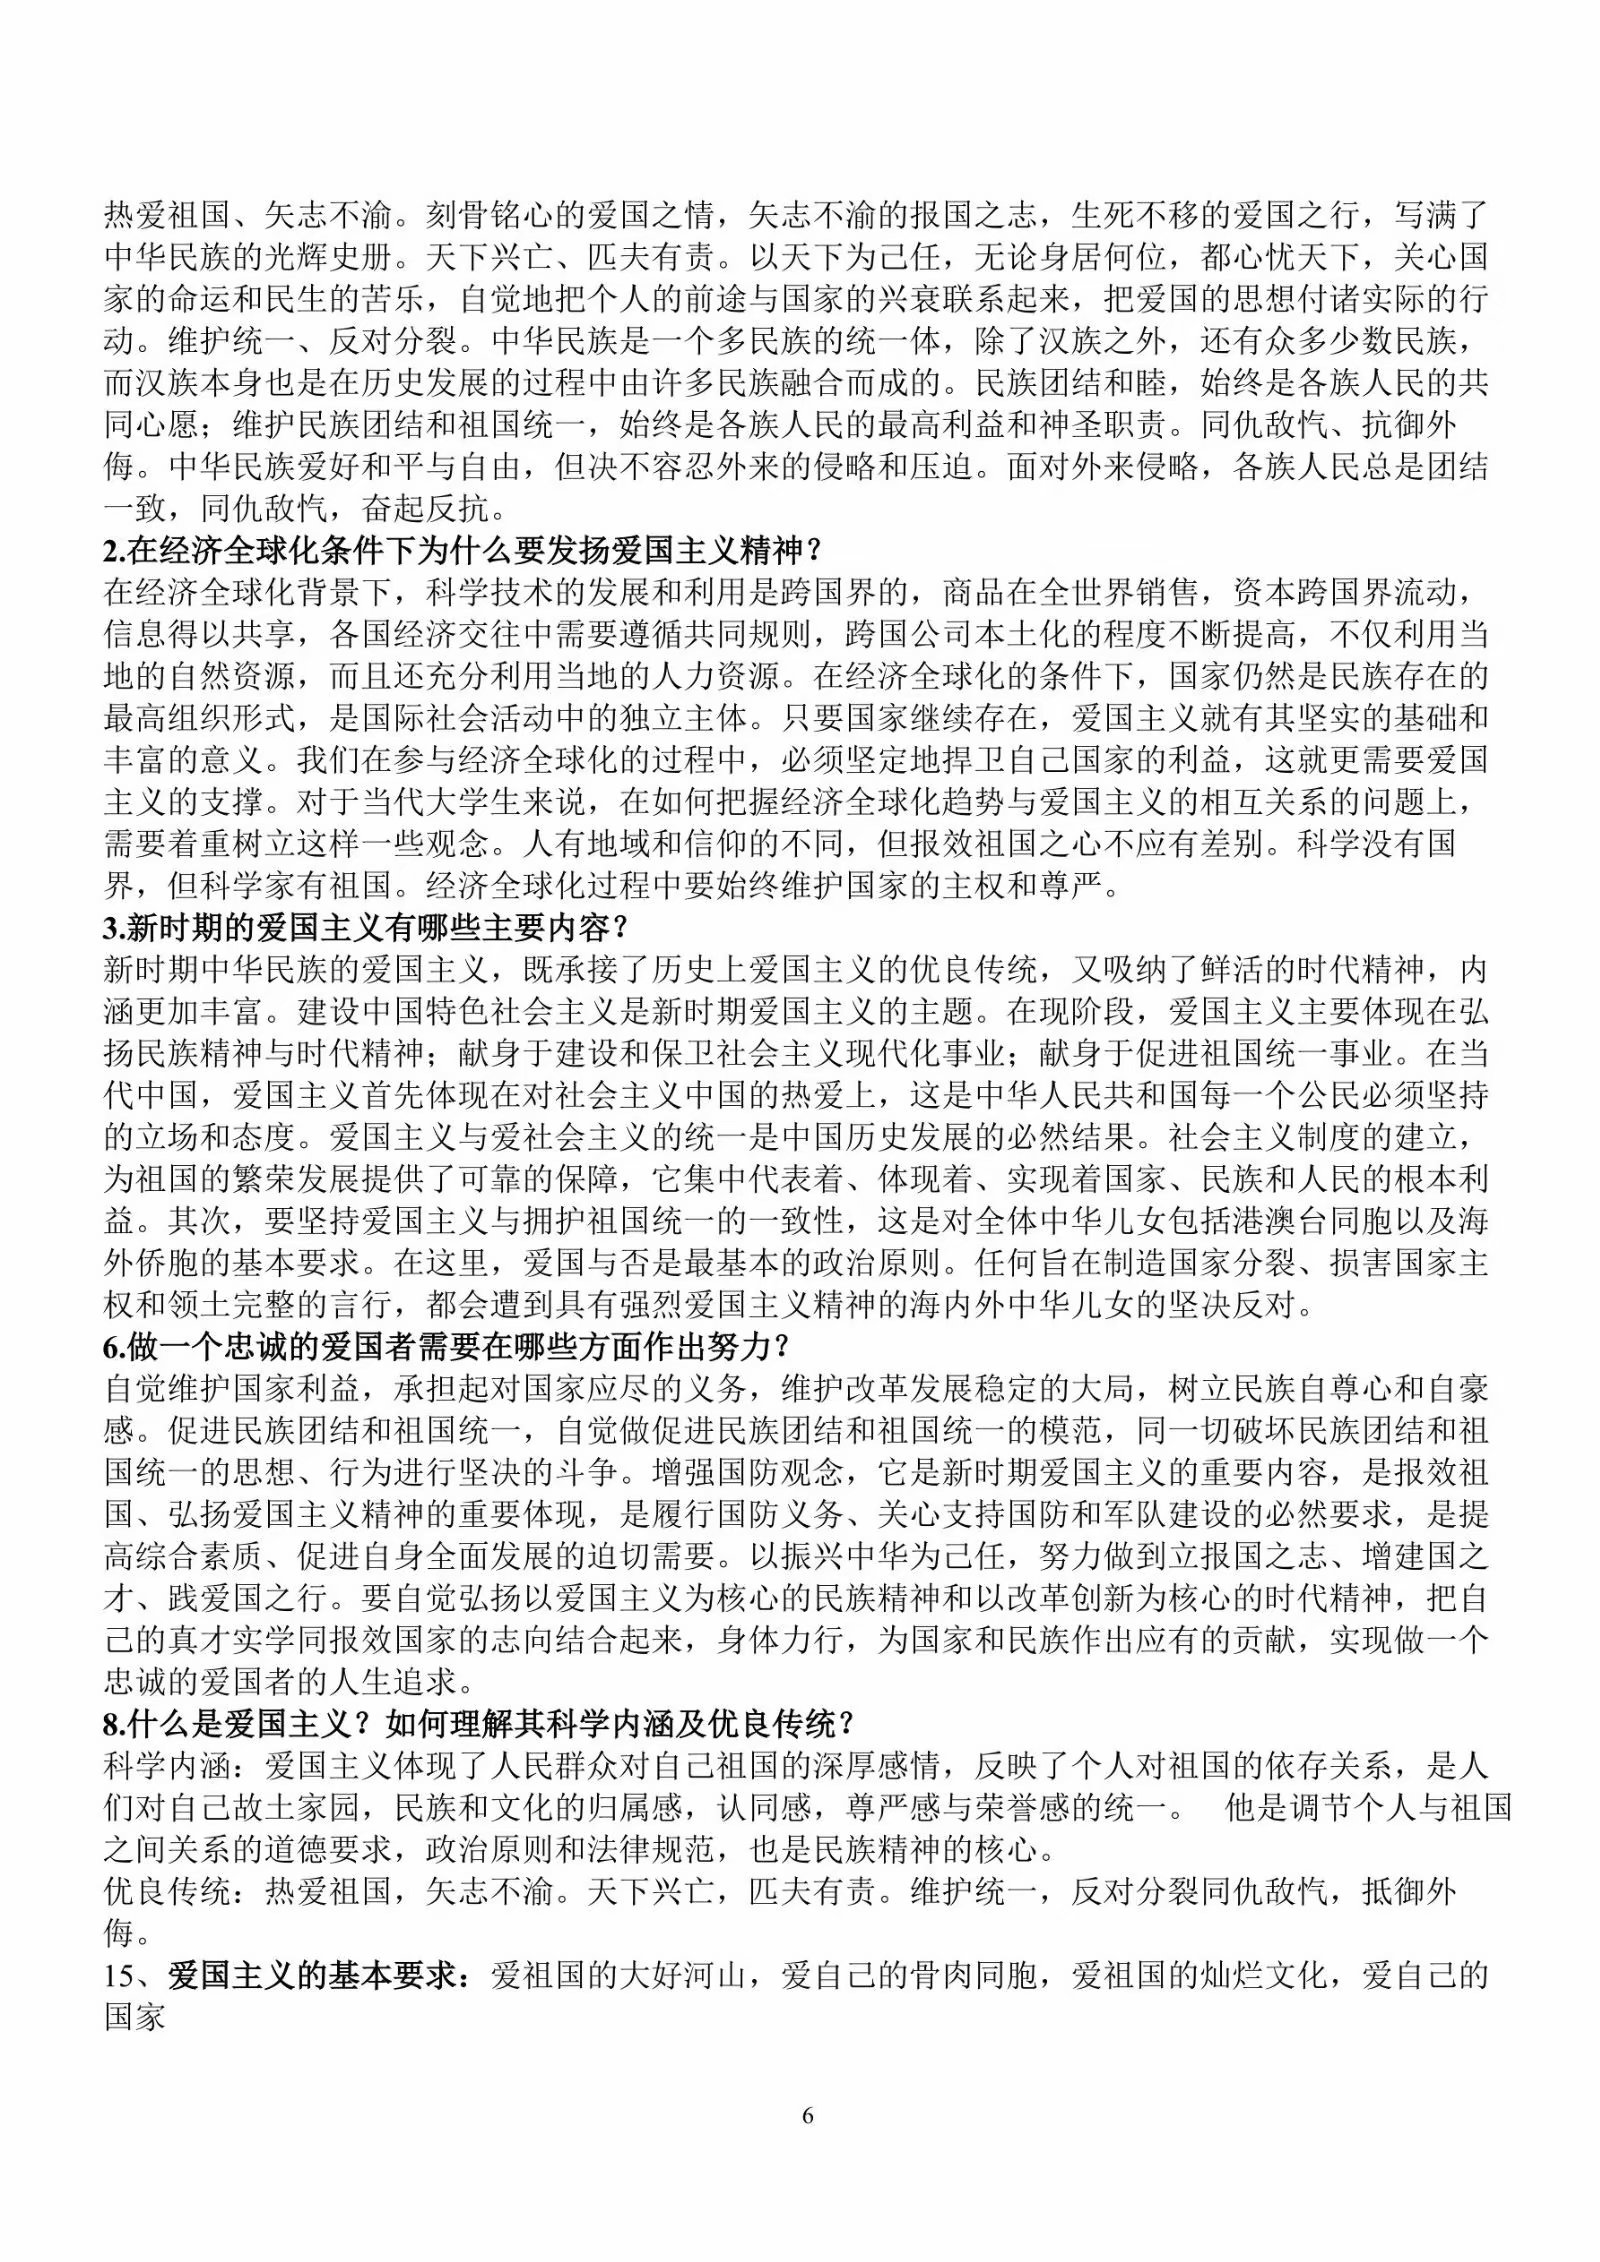 热爱祖国、矢志不渝。刻骨铭心的爱国之情，矢志不渝的报国之志，生死不移的爱国之行，写满了
中华民族的光辉史册。天下兴亡、匹夫有责。以天下为己任，无论身居何位，都心忧天下，关心国
家的命运和民生的苦乐，自觉地把个人的前途与国家的兴衰联系起来，把爱国的思想付诸实际的行
动。维护统一、反对分裂。中华民族是一个多民族的统一体，除了汉族之外，还有众多少数民族，
而汉族本身也是在历史发展的过程中由许多民族融合而成的。民族团结和睦，始终是各族人民的共
同心愿；维护民族团结和祖国统一，始终是各族人民的最高利益和神圣职责。同仇敌忾、抗御外
侮。中华民族爱好和平与自由，但决不容忍外来的侵略和压迫。面对外来侵略，各族人民总是团结
一致，同仇敌忾，奋起反抗。
2.在经济全球化条件下为什么要发扬爱国主义精神？
在经济全球化背景下，科学技术的发展和利用是跨国界的，商品在全世界销售，资本跨国界流动，
信息得以共享，各国经济交往中需要遵循共同规则，跨国公司本土化的程度不断提高，不仅利用当
地的自然资源，而且还充分利用当地的人力资源。在经济全球化的条件下，国家仍然是民族存在的
最高组织形式，是国际社会活动中的独立主体。只要国家继续存在，爱国主义就有其坚实的基础和
丰富的意义。我们在参与经济全球化的过程中，必须坚定地捍卫自己国家的利益，这就更需要爱国
主义的支撑。对于当代大学生来说，在如何把握经济全球化趋势与爱国主义的相互关系的问题上，
需要着重树立这样一些观念。人有地域和信仰的不同，但报效祖国之心不应有差别。科学没有国
界，但科学家有祖国。经济全球化过程中要始终维护国家的主权和尊严。
3.新时期的爱国主义有哪些主要内容？
新时期中华民族的爱国主义，既承接了历史上爱国主义的优良传统，又吸纳了鲜活的时代精神，内
涵更加丰富。建设中国特色社会主义是新时期爱国主义的主题。在现阶段，爱国主义主要体现在弘
扬民族精神与时代精神；献身于建设和保卫社会主义现代化事业；献身于促进祖国统一事业。在当
代中国，爱国主义首先体现在对社会主义中国的热爱上，这是中华人民共和国每一个公民必须坚持
的立场和态度。爱国主义与爱社会主义的统一是中国历史发展的必然结果。社会主义制度的建立，
为祖国的繁荣发展提供了可靠的保障，它集中代表着、体现着、实现着国家、民族和人民的根本利
益。其次，要坚持爱国主义与拥护祖国统一的一致性，这是对全体中华儿女包括港澳台同胞以及海
外侨胞的基本要求。在这里，爱国与否是最基本的政治原则。任何旨在制造国家分裂、损害国家主
权和领土完整的言行，都会遭到具有强烈爱国主义精神的海内外中华儿女的坚决反对。
6.做一个忠诚的爱国者需要在哪些方面作出努力？
自觉维护国家利益，承担起对国家应尽的义务，维护改革发展稳定的大局，树立民族自尊心和自豪
感。促进民族团结和祖国统一，自觉做促进民族团结和祖国统一的模范，同一切破坏民族团结和祖
国统一的思想、行为进行坚决的斗争。增强国防观念，它是新时期爱国主义的重要内容，是报效祖
国、弘扬爱国主义精神的重要体现，是履行国防义务、关心支持国防和军队建设的必然要求，是提
高综合素质、促进自身全面发展的迫切需要。以振兴中华为己任，努力做到立报国之志、增建国之
才、践爱国之行。要自觉弘扬以爱国主义为核心的民族精神和以改革创新为核心的时代精神，把自
己的真才实学同报效国家的志向结合起来，身体力行，为国家和民族作出应有的贡献，实现做一个
忠诚的爱国者的人生追求。
8.什么是爱国主义？如何理解其科学内涵及优良传统？
科学内涵：爱国主义体现了人民群众对自己祖国的深厚感情，反映了个人对祖国的依存关系，是人
们对自己故土家园，民族和文化的归属感，认同感，尊严感与荣誉感的统一。 他是调节个人与祖国
之间关系的道德要求，政治原则和法律规范，也是民族精神的核心。
优良传统：热爱祖国，矢志不渝。天下兴亡，匹夫有责。维护统一，反对分裂同仇敌忾，抵御外
侮。
15、爱国主义的基本要求：爱祖国的大好河山，爱自己的骨肉同胞，爱祖国的灿烂文化，爱自己的
国家
6